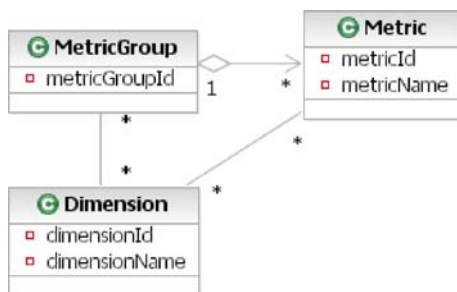 MetricGroup
metricGroupId
Metric
metricId
metricName
1
*
*
*
*
*
Dimension
dimensionId
dimensionName